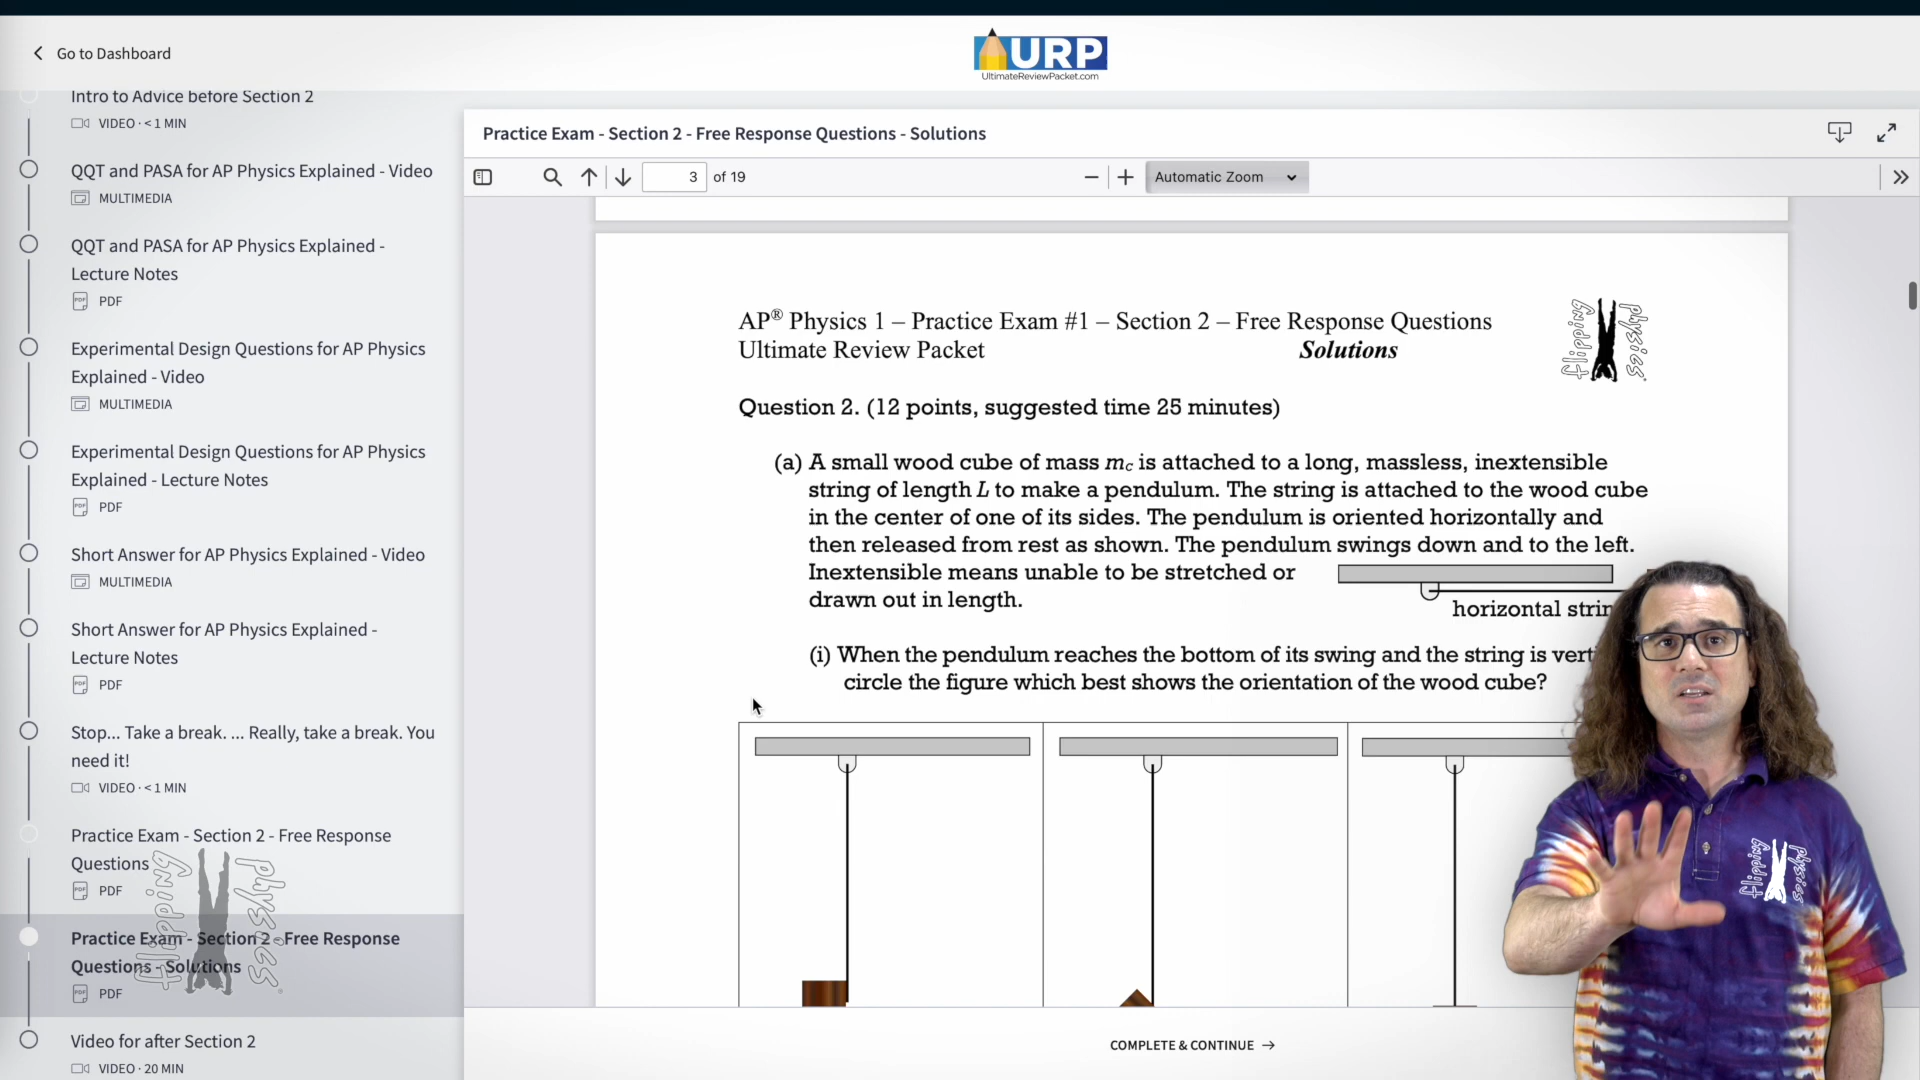 Go to Dashboard
URP
UltimateReviewPacket.com
Intro to Advice before Section 2
VIDEO · < 1 MIN
QQT and PASA for AP Physics Explained - Video
MULTIMEDIA
QQT and PASA for AP Physics Explained -
Lecture Notes
PDF
Experimental Design Questions for AP Physics
Explained - Video
MULTIMEDIA
Experimental Design Questions for AP Physics
Explained - Lecture Notes
PDF
Short Answer for AP Physics Explained - Video
MULTIMEDIA
Short Answer for AP Physics Explained -
Lecture Notes
PDF
Stop... Take a break. ... Really, take a break. You
need it!
VIDEO · < 1 MIN
Practice Exam - Section 2 - Free Response
Questions
PDF
Practice Exam - Section 2 - Free Response
Questions - Solutions
PDF
Video for after Section 2
VIDEO · 20 MIN
flipping physics
Practice Exam - Section 2 - Free Response Questions - Solutions
3 of 19
Automatic Zoom
AP® Physics 1 – Practice Exam #1 – Section 2 – Free Response Questions
Ultimate Review Packet Solutions
flipping physics
Question 2. (12 points, suggested time 25 minutes)
(a) A small wood cube of mass mc is attached to a long, massless, inextensible
string of length L to make a pendulum. The string is attached to the wood cube
in the center of one of its sides. The pendulum is oriented horizontally and
then released from rest as shown. The pendulum swings down and to the left.
Inextensible means unable to be stretched or
drawn out in length.
horizontal strin
(i) When the pendulum reaches the bottom of its swing and the string is vert
circle the figure which best shows the orientation of the wood cube?
flipping physics
COMPLETE & CONTINUE →